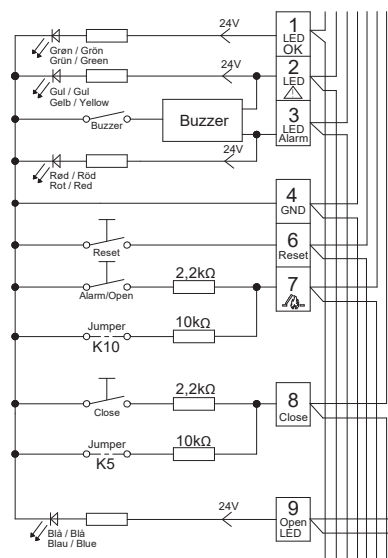 24V
1
LED
OK
Grøn / Grön
Grün / Green
24V
2
LED
Gul / Gul
Gelb / Yellow
Buzzer
Buzzer
3
LED
Alarm
24V
Rød / Röd
Rot / Red
4
GND
6
Reset
Reset
2,2kΩ
7
Alarm/Open
Jumper
10kΩ
K10
2,2kΩ
8
Close
Close
Jumper
10kΩ
K5
24V
9
Open
LED
Blå / Blå
Blau / Blue